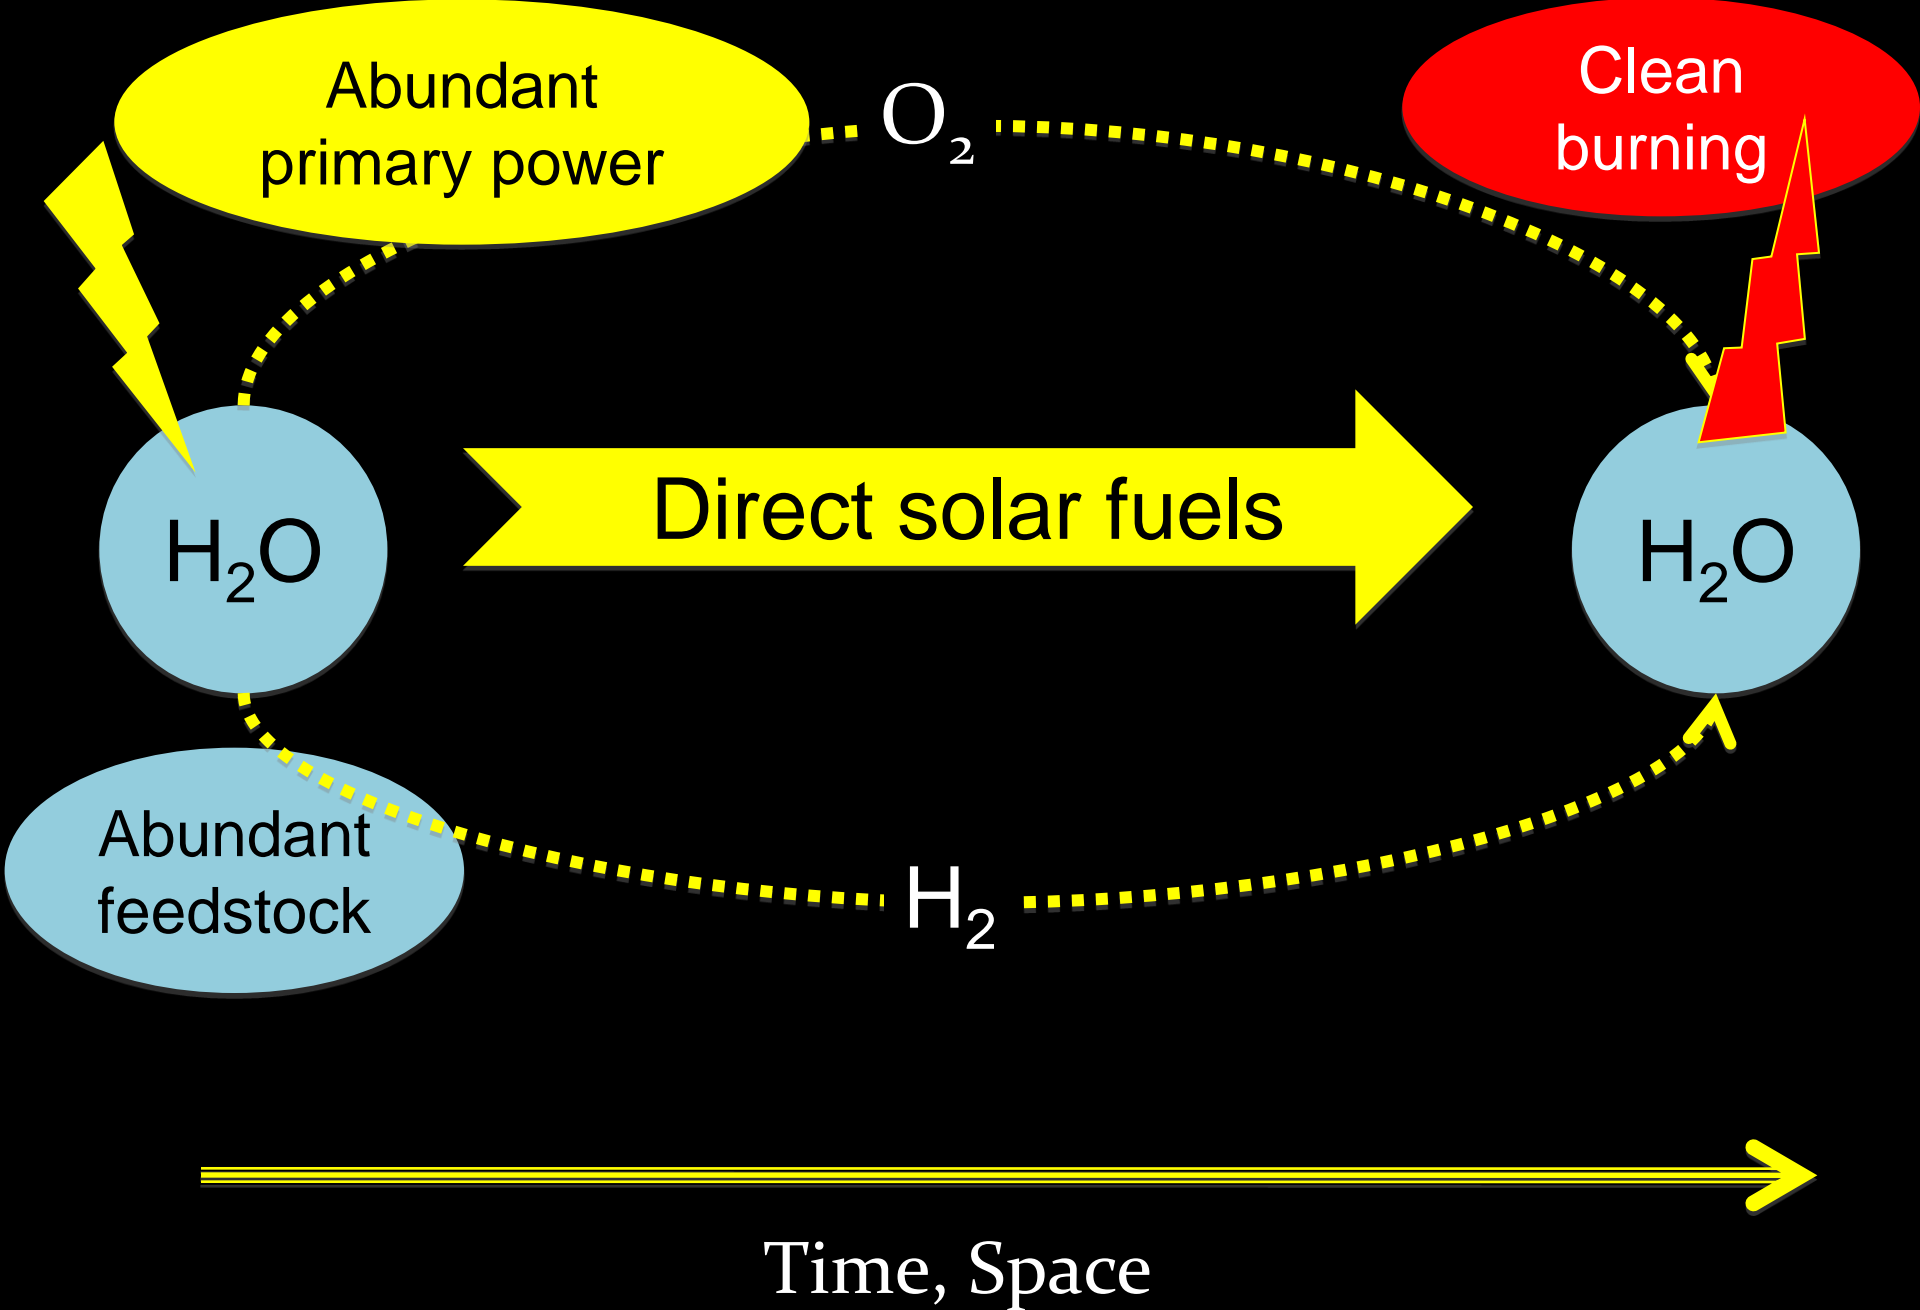 Abundant
primary power
O₂
Clean
burning
H₂O
Direct solar fuels
H₂O
Abundant
feedstock
H₂
Time, Space